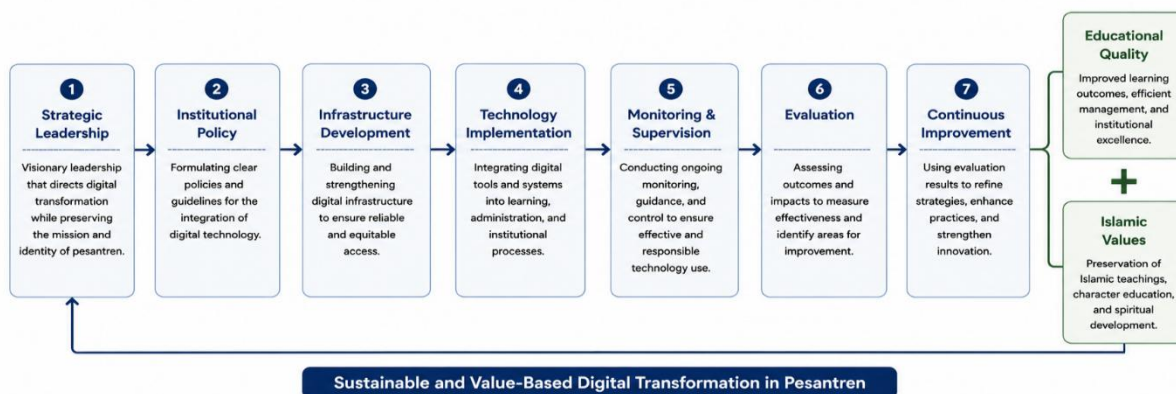 1
Strategic
Leadership
Visionary leadership
that directs digital
transformation
while preserving
the mission and
identity of pesantren.
2
Institutional
Policy
Formulating clear
policies and
guidelines for the
integration of
digital technology.
3
Infrastructure
Development
Building and
strengthening
digital infrastructure
to ensure reliable
and equitable
access.
4
Technology
Implementation
Integrating digital
tools and systems
into learning,
administration, and
institutional
processes.
5
Monitoring &
Supervision
Conducting ongoing
monitoring,
guidance, and
control to ensure
effective and
responsible
technology use.
6
Evaluation
Assessing
outcomes and
impacts to measure
effectiveness and
identify areas for
improvement.
7
Continuous
Improvement
Using evaluation
results to refine
strategies, enhance
practices, and
strengthen
innovation.
Educational
Quality
Improved learning
outcomes, efficient
management, and
institutional
excellence.
+
Islamic
Values
Preservation of
Islamic teachings,
character education,
and spiritual
development.
Sustainable and Value-Based Digital Transformation in Pesantren